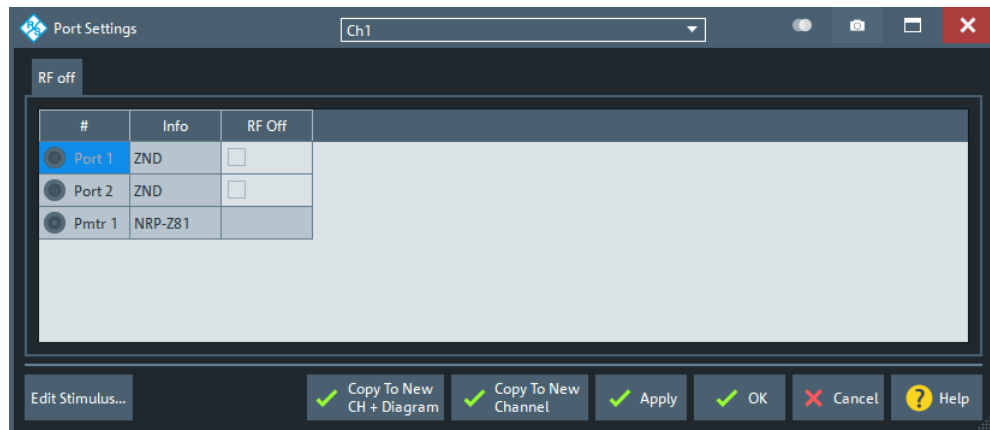 Port Settings
Ch1
RF off
# Info RF Off
Port 1 ZND
Port 2 ZND
Pmtr 1 NRP-Z81
Edit Stimulus...
Copy To New
CH + Diagram
Copy To New
Channel
Apply
OK
Cancel
? Help